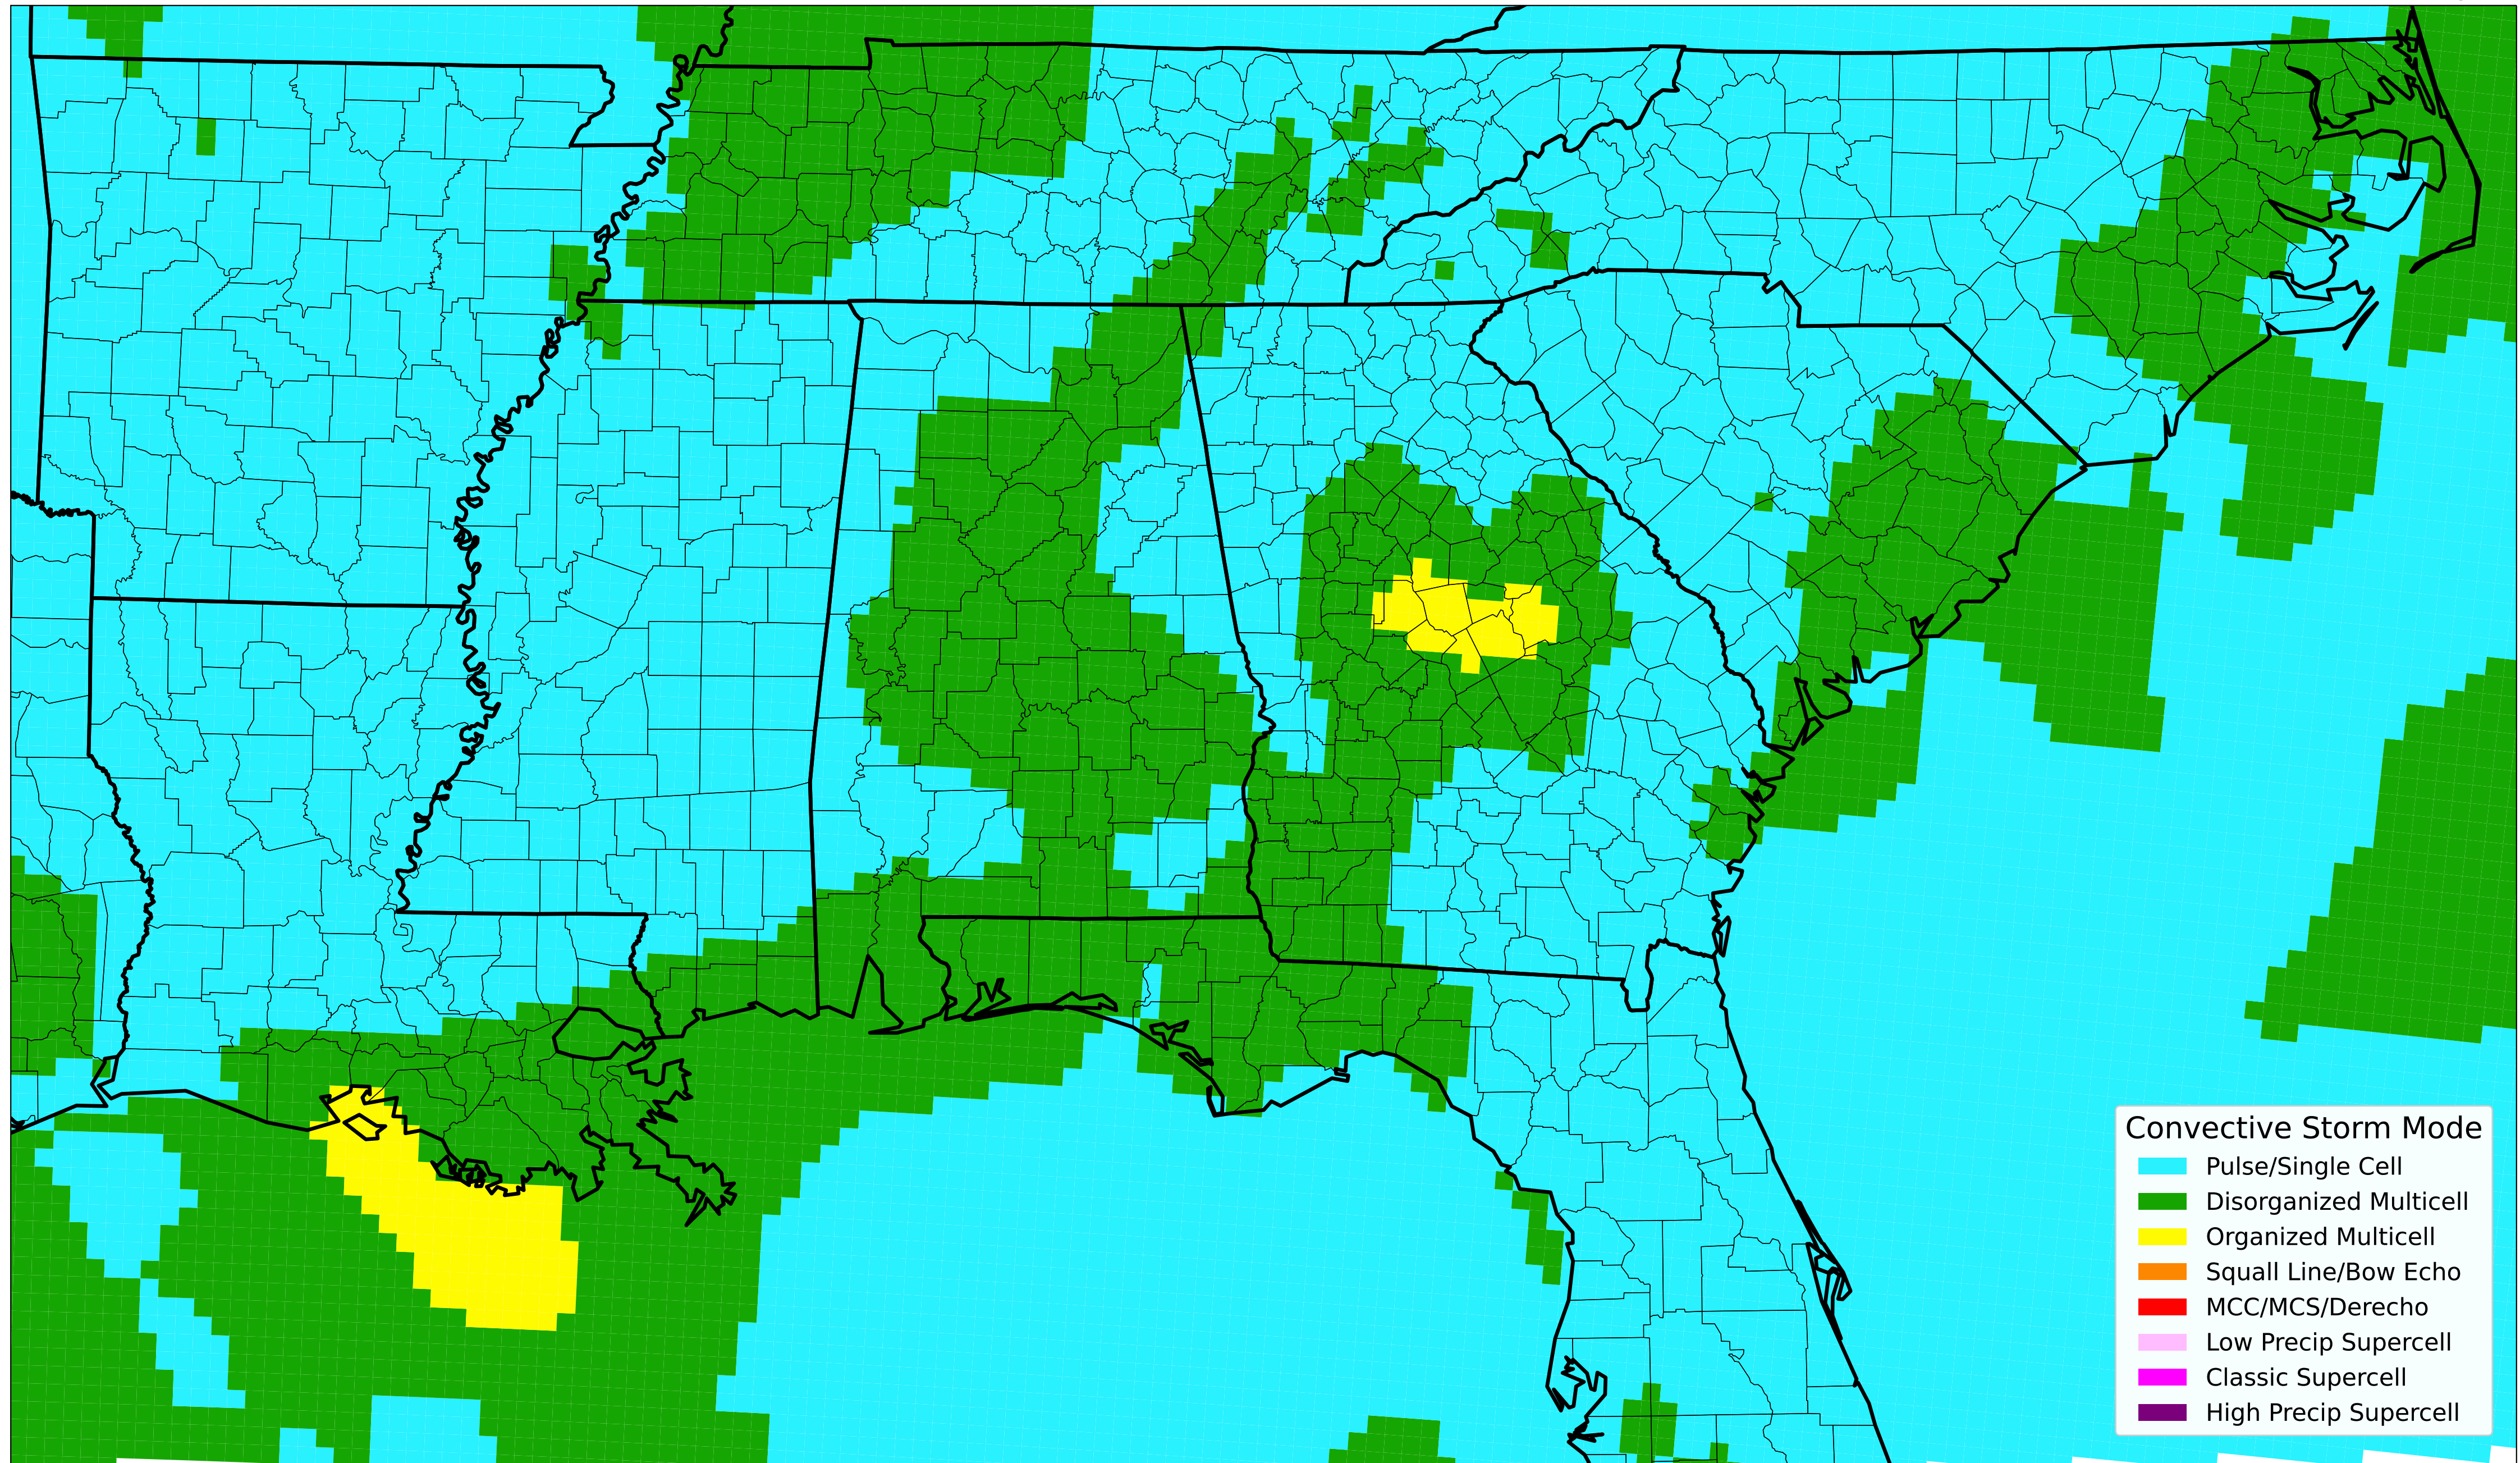 Convective Storm Mode
Pulse/Single Cell
Disorganized Multicell
Organized Multicell
Squall Line/Bow Echo
MCC/MCS/Derecho
Low Precip Supercell
Classic Supercell
High Precip Supercell